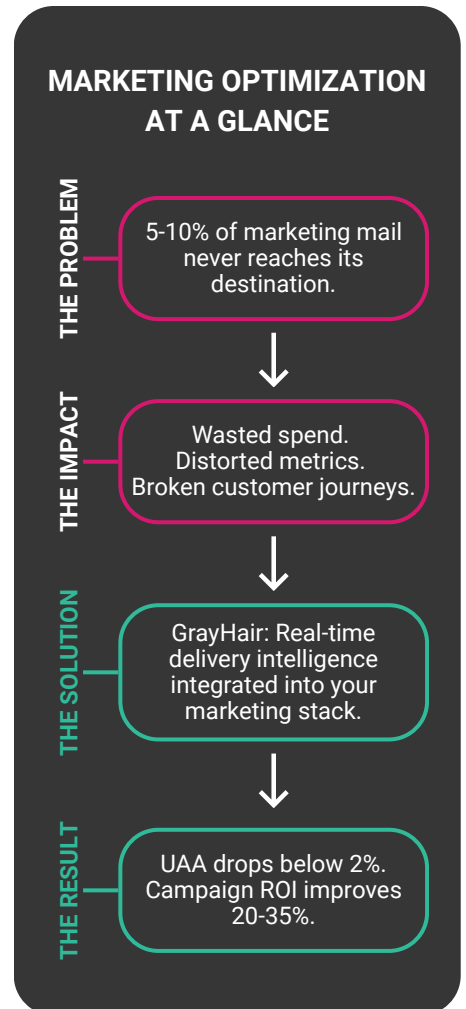 MARKETING OPTIMIZATION
AT A GLANCE
THE PROBLEM
5-10% of marketing mail
never reaches its
destination.
THE IMPACT
Wasted spend.
Distorted metrics.
Broken customer journeys.
THE SOLUTION
GrayHair: Real-time
delivery intelligence
integrated into your
marketing stack.
THE RESULT
UAA drops below 2%.
Campaign ROI improves
20-35%.